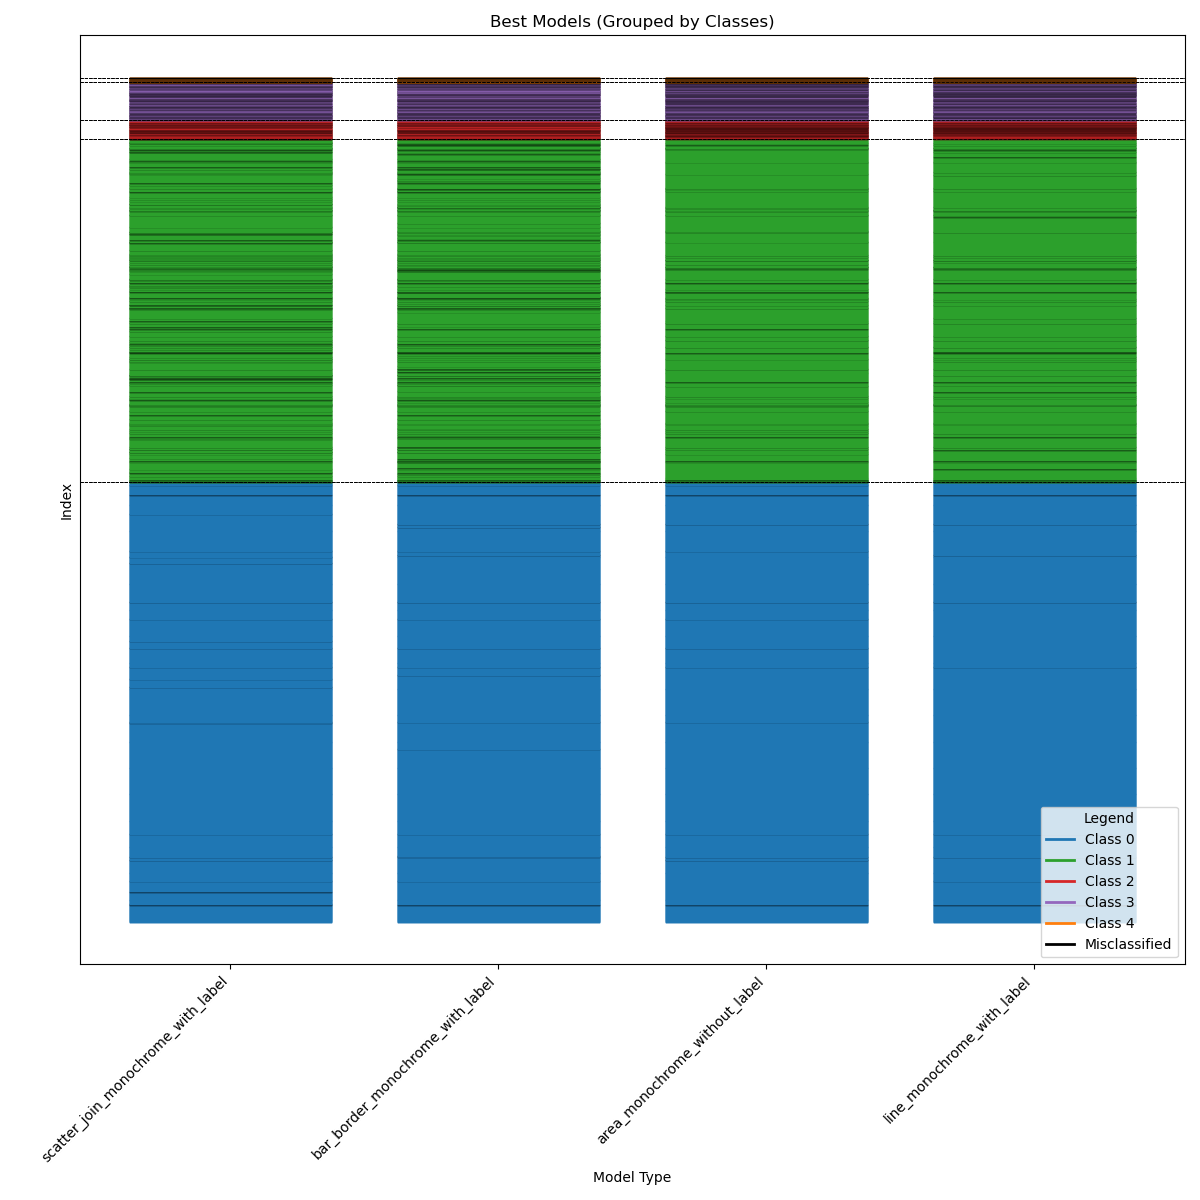 Best Models (Grouped by Classes)
Index
Legend
Class 0
Class 1
Class 2
Class 3
Class 4
Misclassified
scatter_join_monochrome_with_label
bar_border_monochrome_with_label
area_monochrome_without_label
line_monochrome_with_label
Model Type